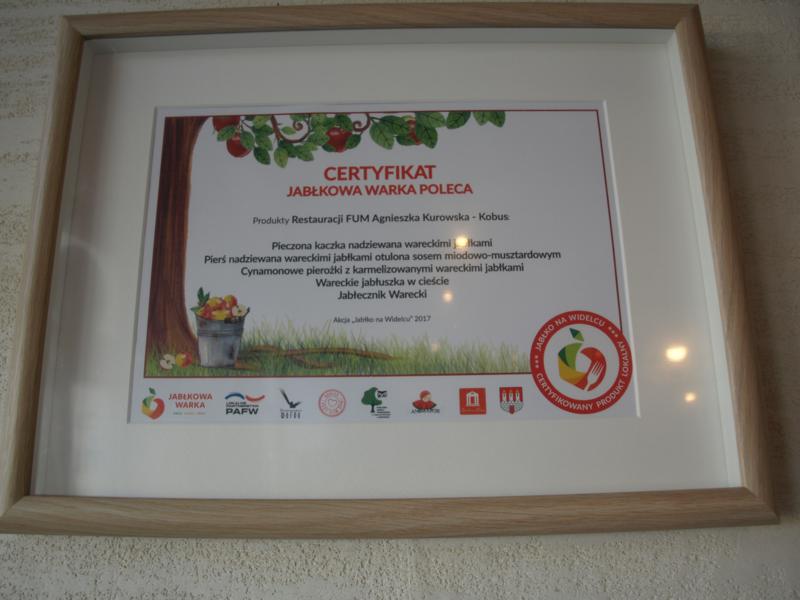 CERTYFIKAT
JABŁKOWA WARKA POLECA
Produkty Restauracji FUM Agnieszka Kurowska - Kobus:
Pieczona kaczka nadziewana wareckimi jabłkami
Pierś nadziewana wareckimi jabłkami otulona sosem miodowo-musztardowym
Cynamonowe pierożki z karmelizowanymi wareckimi jabłkami
Wareckie jabłuszka w cieście
Jabłecznik Warecki
Akcja „Jabłko na Widelcu" 2017
JABŁKO NA WIDELCU
CERTYFIKOWANY PRODUKT LOKALNY
JABŁKOWA
WARKA
PAFW